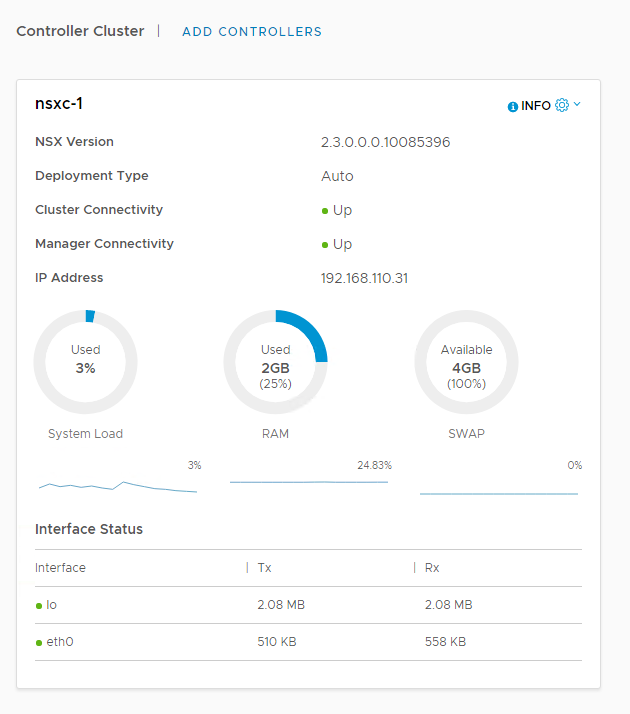 Controller Cluster | ADD CONTROLLERS
nsxc-1
INFO
NSX Version 2.3.0.0.0.10085396
Deployment Type Auto
Cluster Connectivity Up
Manager Connectivity Up
IP Address 192.168.110.31
Used Used Available
3% 2GB 4GB
(25%) (100%)
System Load RAM SWAP
3% 24.83% 0%
Interface Status
Interface | Tx | Rx
lo 2.08 MB 2.08 MB
eth0 510 KB 558 KB